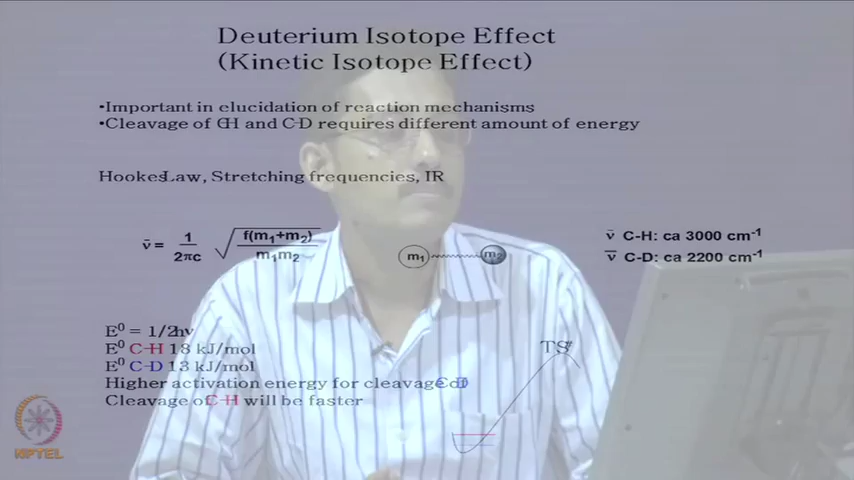 Deuterium Isotope Effect
(Kinetic Isotope Effect)
•Important in elucidation of reaction mechanisms
•Cleavage of C-H and C-D requires different amount of energy
Hookes Law, Stretching frequencies, IR
ν̄ = 1/2πc √ f(m₁+m₂)/m₁m₂
m₁ m₂
ν̄ C-H: ca 3000 cm⁻¹
ν̄ C-D: ca 2200 cm⁻¹
E⁰ = 1/2hν
E⁰ C-H 18 kJ/mol
E⁰ C-D 13 kJ/mol
Higher activation energy for cleavage of C-D
Cleavage of C-H will be faster
TS#
NPTEL